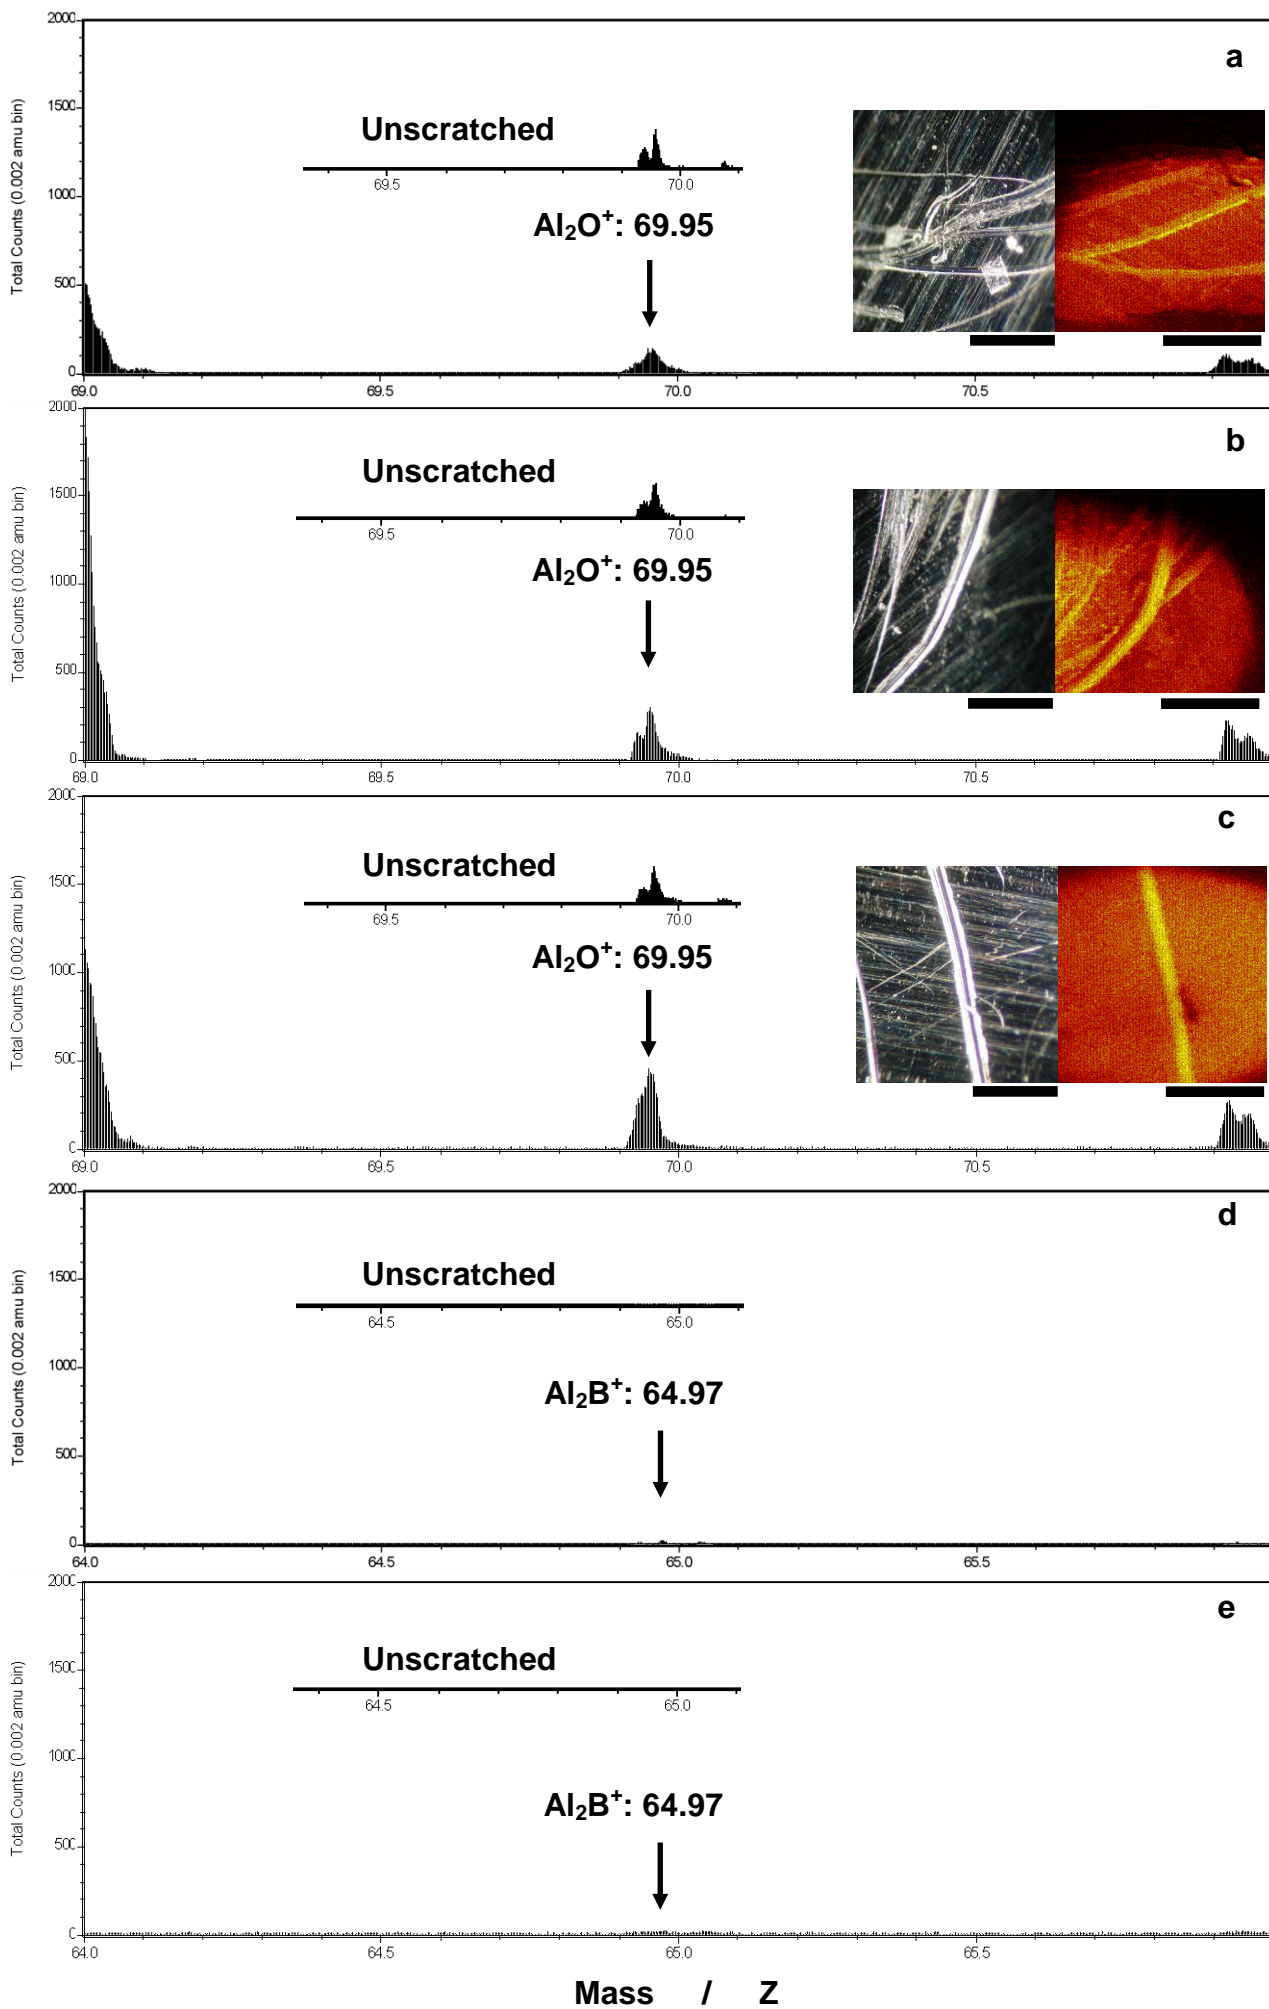 2000
a
1500
Unscratched
69.5 70.0
1000
Al₂O⁺: 69.95
Total Counts (0.002 amu bin)
500
0
69.0 69.5 70.0 70.5
2000
b
Unscratched
1500
69.5 70.0
Al₂O⁺: 69.95
1000
Total Counts (0.002 amu bin)
500
0
69.0 69.5 70.0 70.5
2000
c
Unscratched
1500
69.5 70.0
Al₂O⁺: 69.95
1000
Total Counts (0.002 amu bin)
500
0
69.0 69.5 70.0 70.5
2000
d
Unscratched
1500
64.5 65.0
1000
Al₂B⁺: 64.97
Total Counts (0.002 amu bin)
500
0
64.0 64.5 65.0 65.5
2000
e
Unscratched
1500
64.5 65.0
1000
Al₂B⁺: 64.97
Total Counts (0.002 amu bin)
500
0
64.0 64.5 65.0 65.5
Mass / Z